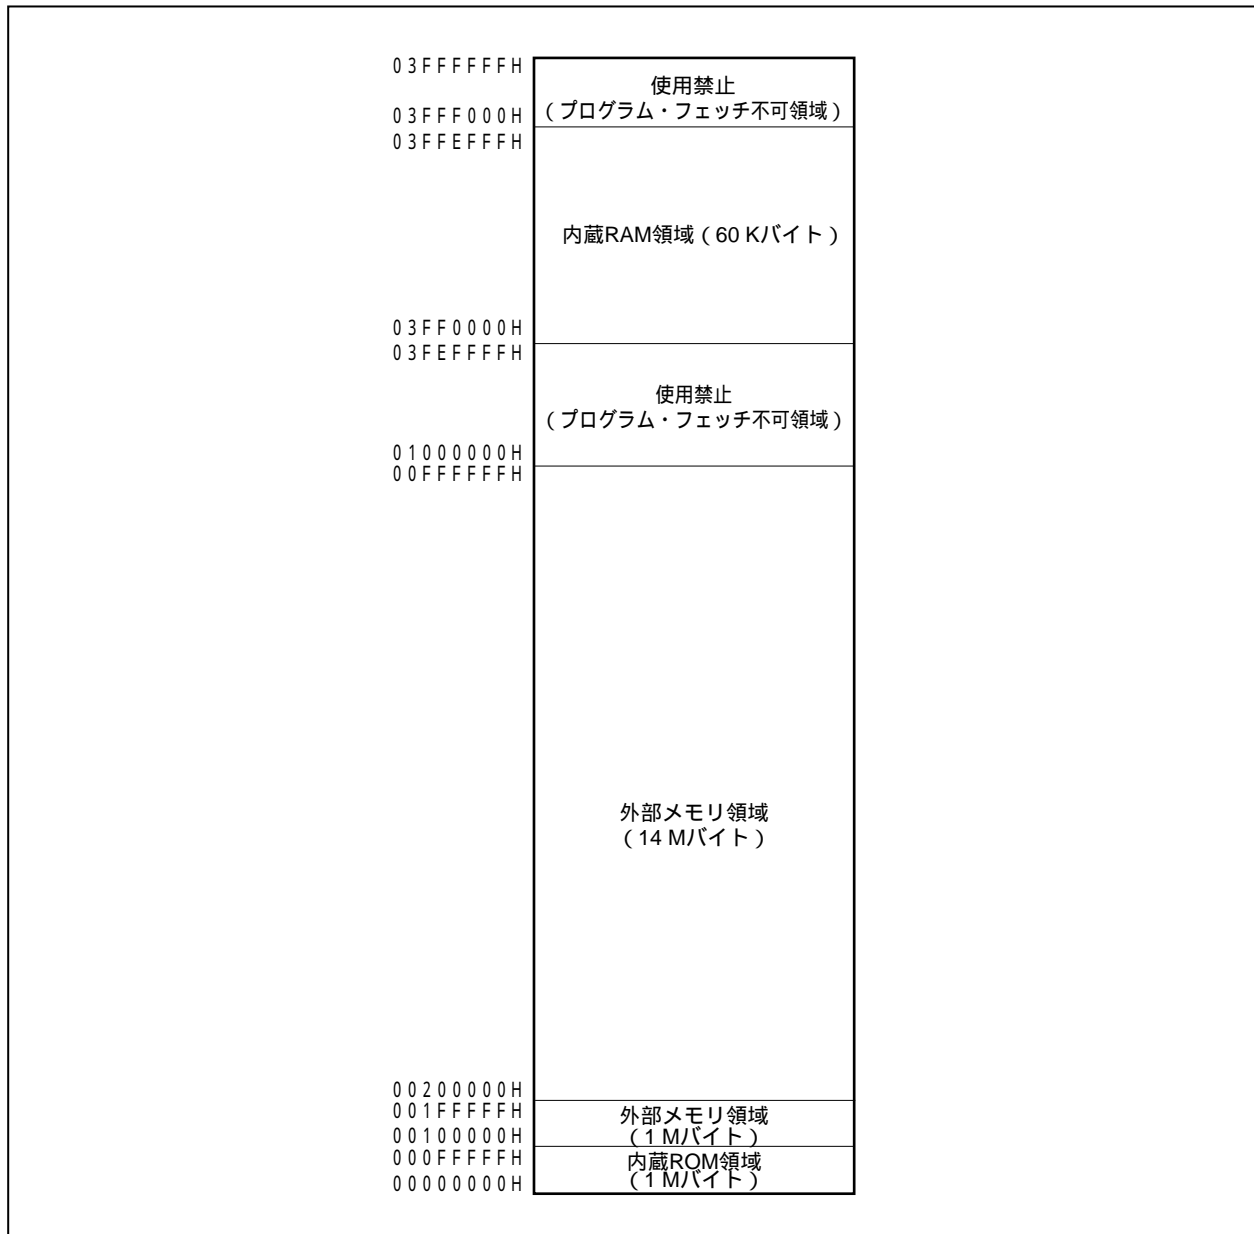 03FFFFFFH
使用禁止
（プログラム・フェッチ不可領域）
03FFF000H
03FFEFFFH
内蔵RAM領域（60 Kバイト）
03FF0000H
03FEFFFFH
使用禁止
（プログラム・フェッチ不可領域）
01000000H
00FFFFFFH
外部メモリ領域
（14 Mバイト）
00200000H
001FFFFFH
外部メモリ領域
（1 Mバイト）
00100000H
000FFFFFH
内蔵ROM領域
（1 Mバイト）
00000000H